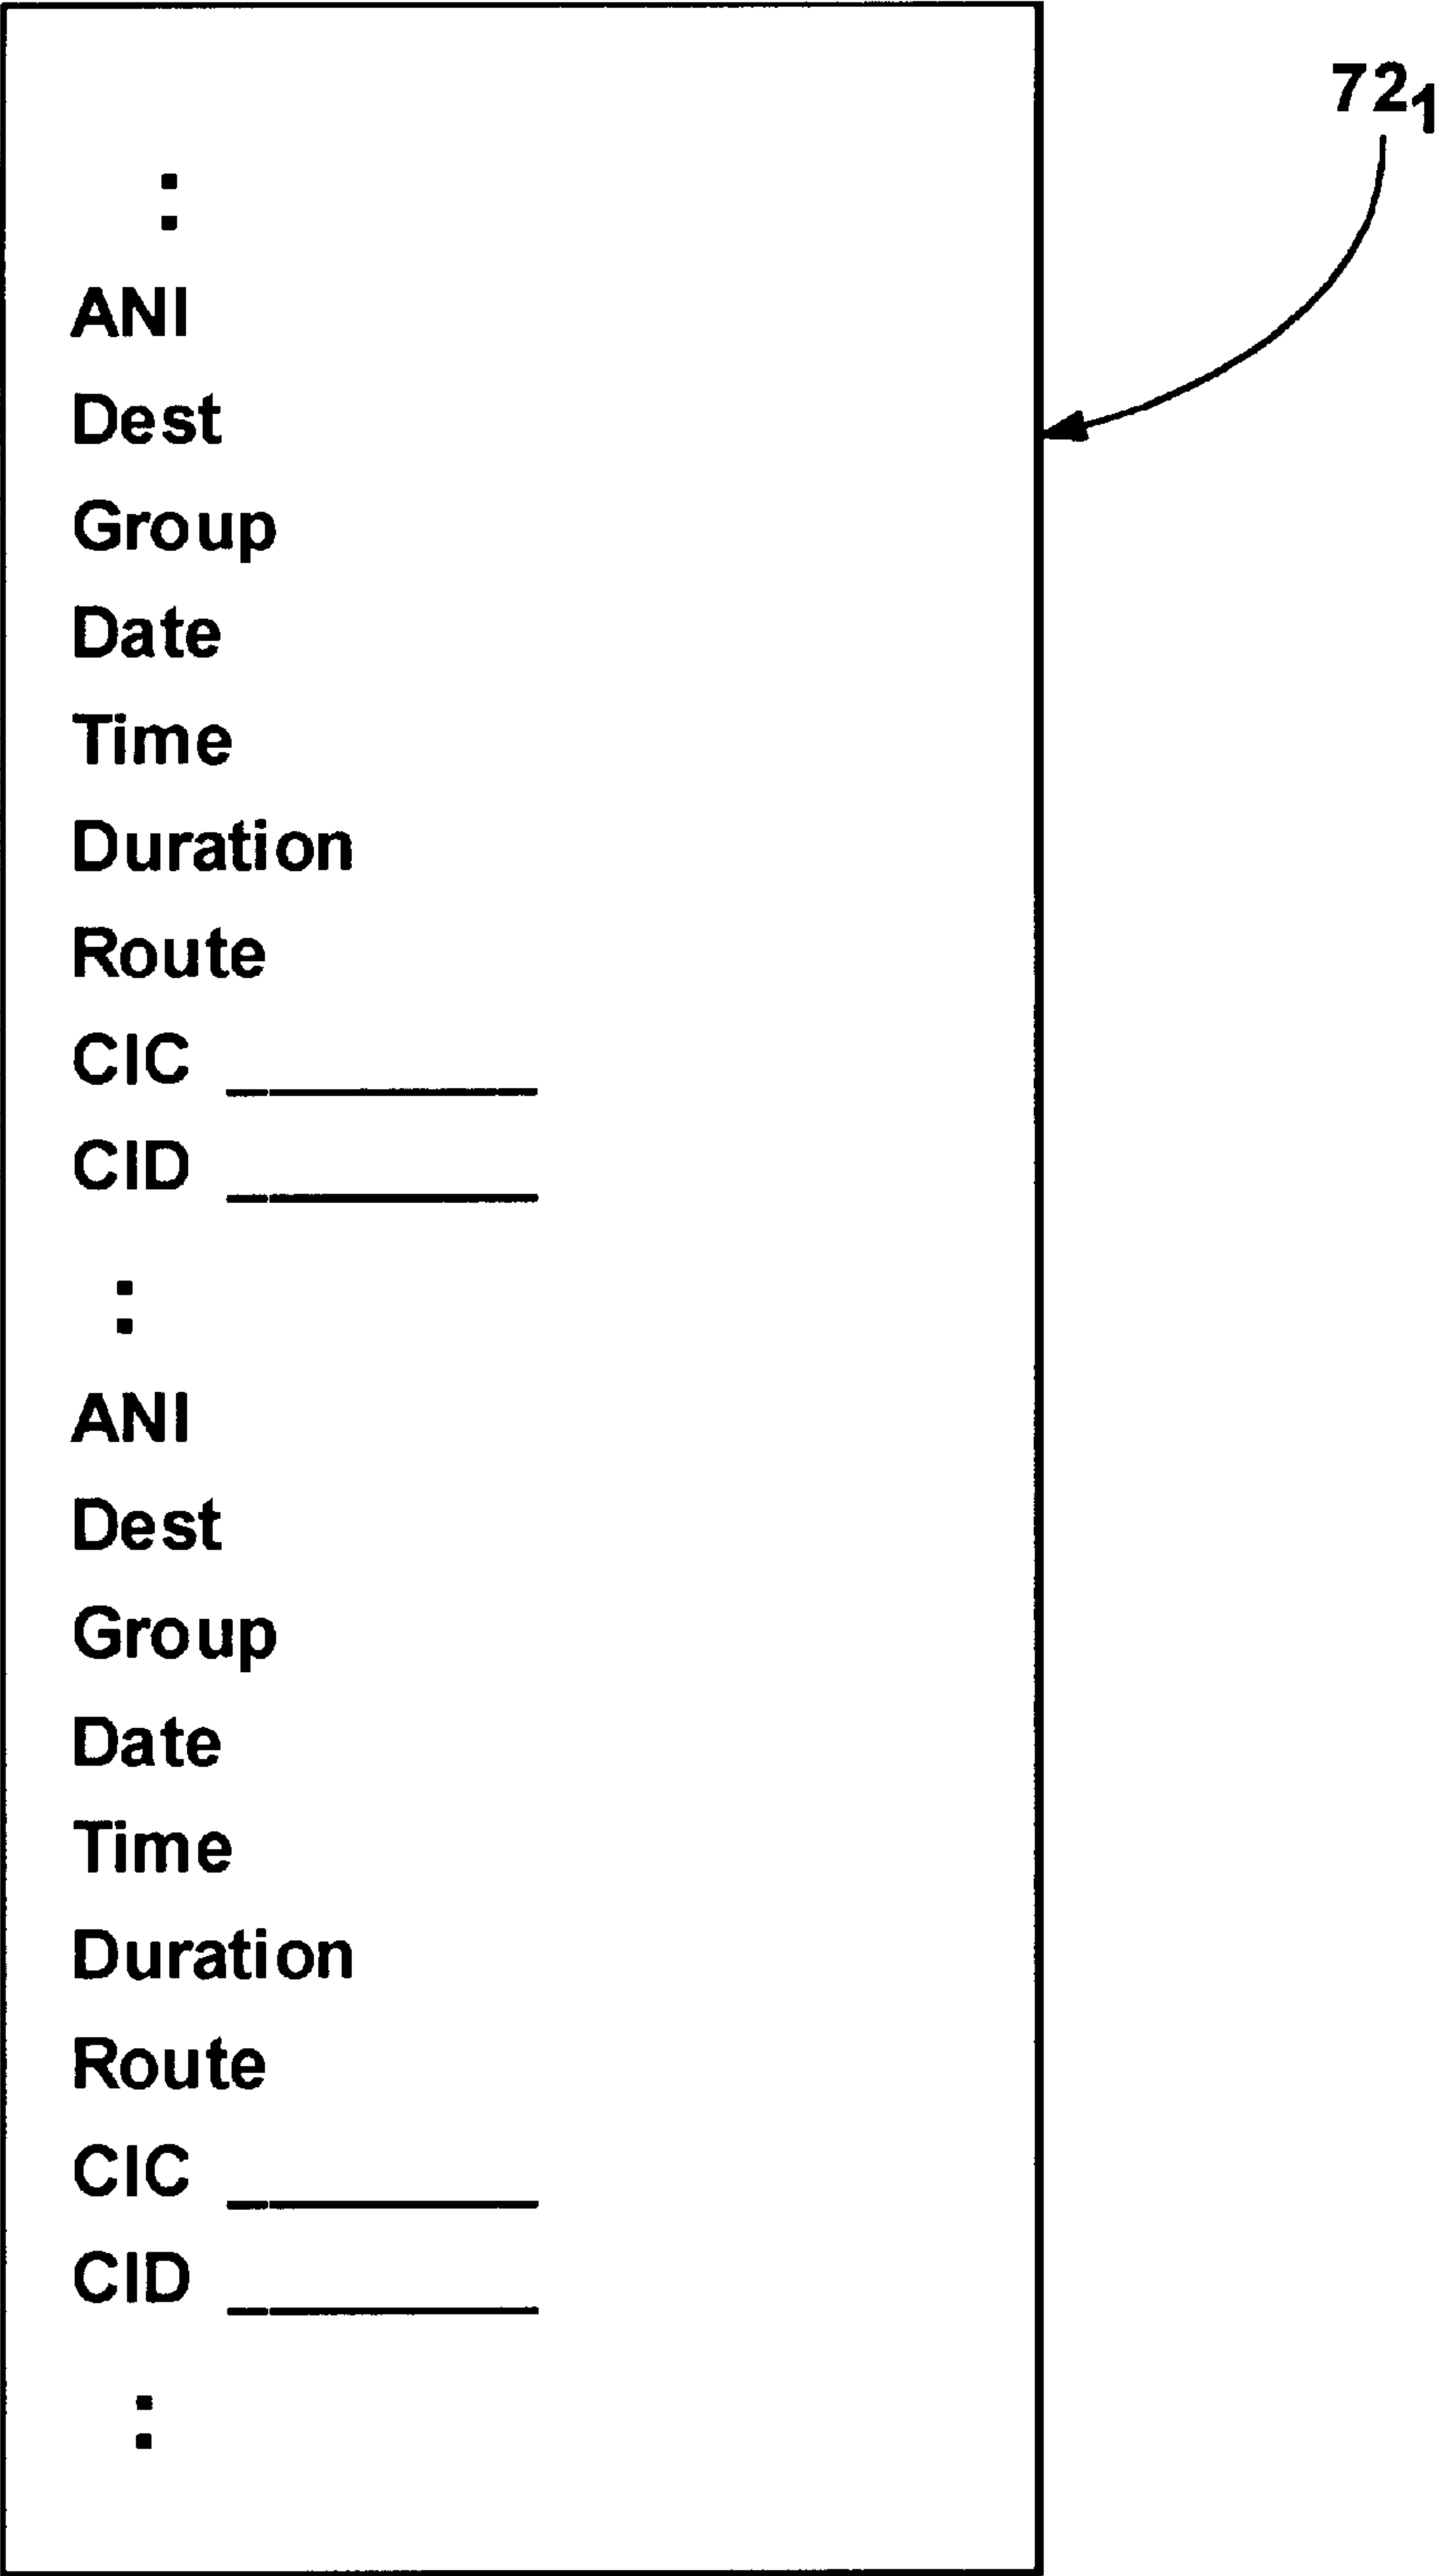 72₁
:
ANI
Dest
Group
Date
Time
Duration
Route
CIC ________
CID ________
:
ANI
Dest
Group
Date
Time
Duration
Route
CIC ________
CID ________
: